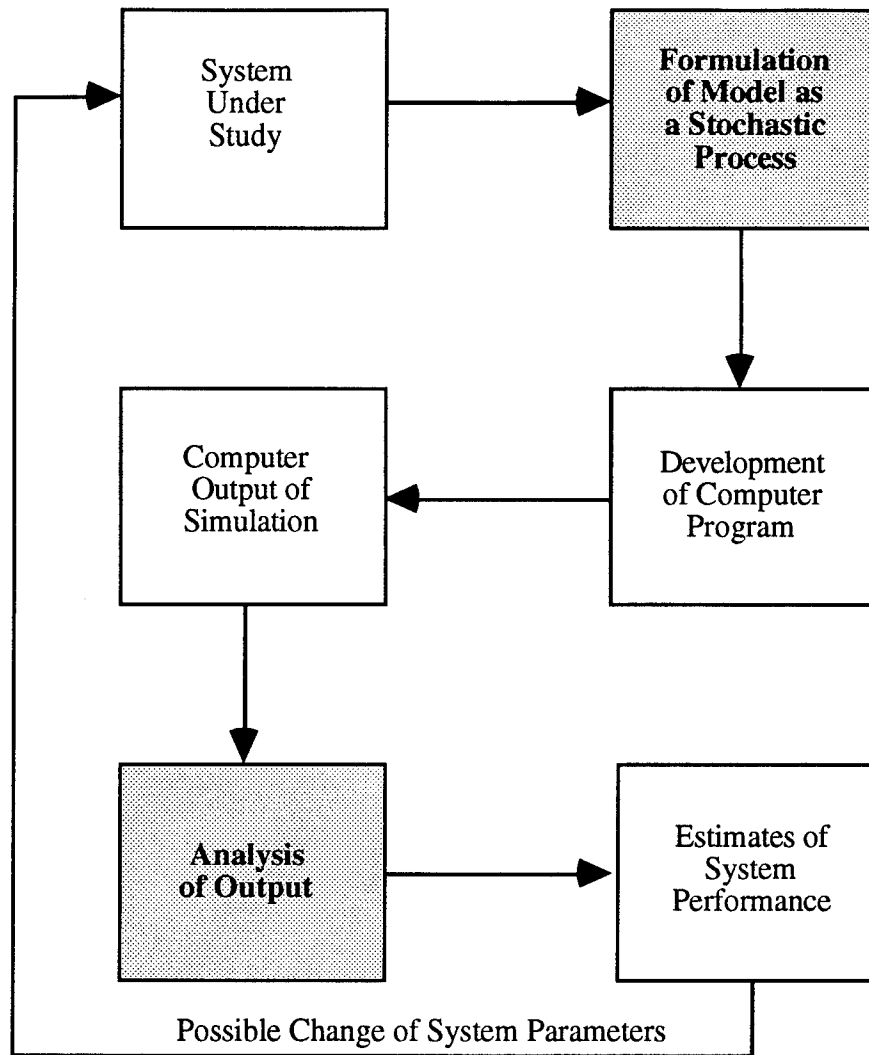 System
Under
Study
Formulation
of Model as
a Stochastic
Process
Development
of Computer
Program
Computer
Output of
Simulation
Analysis
of Output
Estimates of
System
Performance
Possible Change of System Parameters